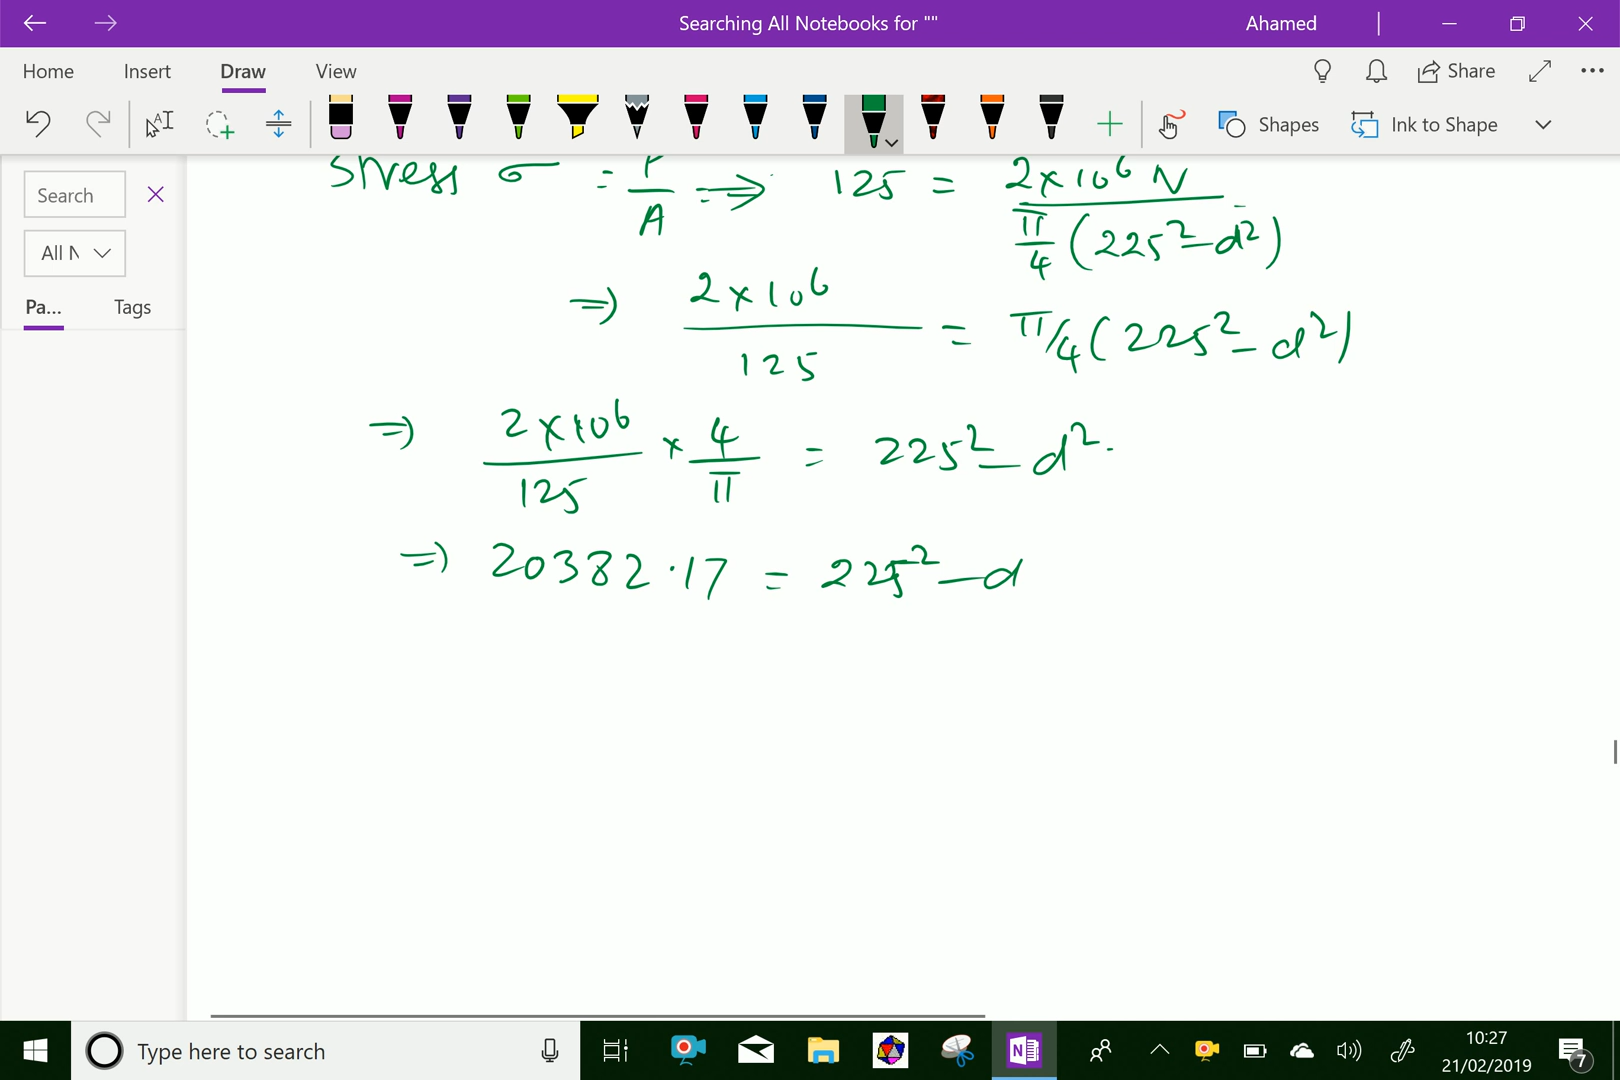 Searching All Notebooks for ""
Ahamed
Home Insert Draw View
Share
Shapes
Ink to Shape
Search
All N
Pa... Tags
Stress σ = P/A => 125 = 2×10⁶ N / π/4 (225² - d²)
=> 2×10⁶ / 125 = π/4 (225² - d²)
=> 2×10⁶ / 125 × 4/π = 225² - d².
=> 20382.17 = 225² - d
Type here to search
10:27
21/02/2019
7